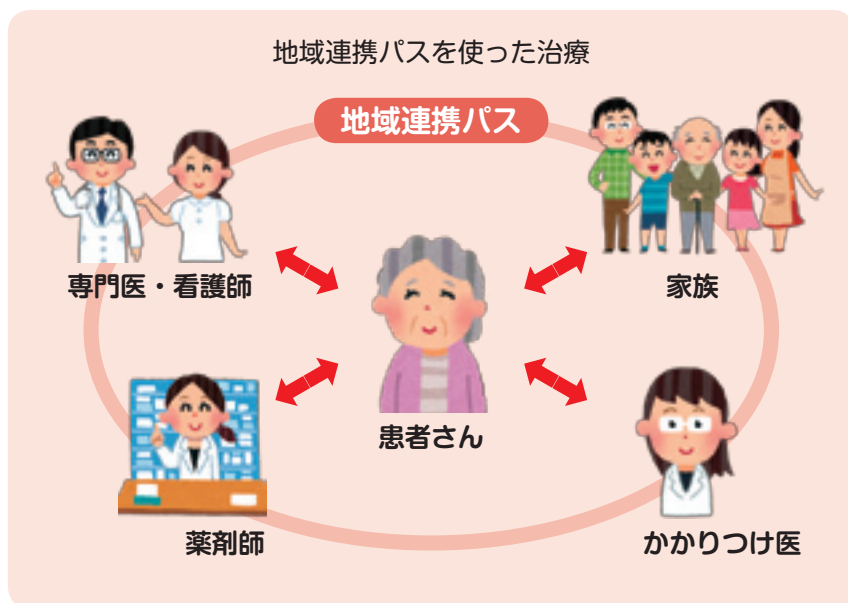 地域連携パスを使った治療
地域連携パス
専門医・看護師
家族
患者さん
薬剤師
かかりつけ医